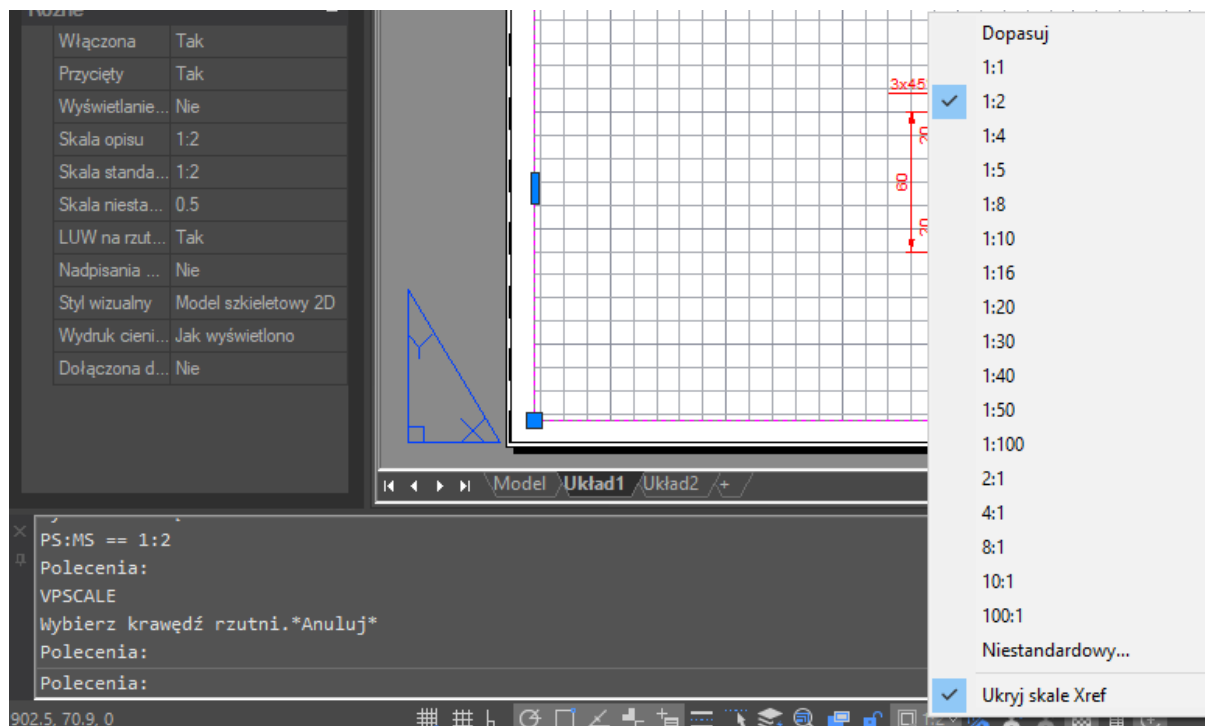 Różne
Włączona Tak
Przycięty Tak
Wyświetlanie... Nie
Skala opisu 1:2
Skala standa... 1:2
Skala niesta... 0.5
LUW na rzut... Tak
Nadpisania ... Nie
Styl wizualny Model szkieletowy 2D
Wydruk cieni... Jak wyświetlono
Dołączona d... Nie
3x45
20
60
20
Y
X
Model Układ1 Układ2 +
PS:MS == 1:2
Polecenia:
VPSCALE
Wybierz krawędź rzutni.*Anuluj*
Polecenia:
Polecenia:
902.5, 70.9, 0
Dopasuj
1:1
1:2
1:4
1:5
1:8
1:10
1:16
1:20
1:30
1:40
1:50
1:100
2:1
4:1
8:1
10:1
100:1
Niestandardowy...
Ukryj skale Xref